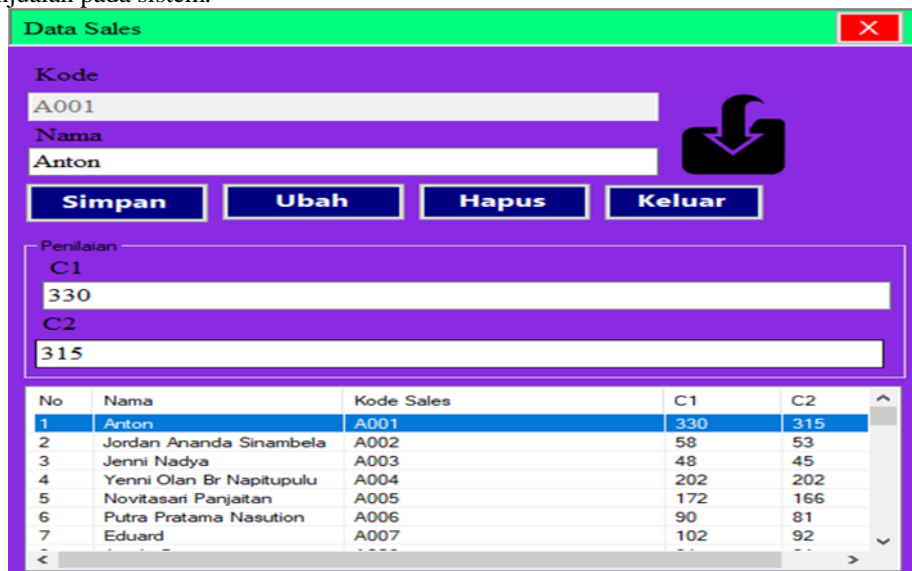 pada sistem.
Data Sales
Kode
A001
Nama
Anton
Simpan Ubah Hapus Keluar
Penilaian
C1
330
C2
315
No Nama Kode Sales C1 C2
1 Anton A001 330 315
2 Jordan Ananda Sinambela A002 58 53
3 Jenni Nadya A003 48 45
4 Yenni Olan Br Napitupulu A004 202 202
5 Novitasari Panjaitan A005 172 166
6 Putra Pratama Nasution A006 90 81
7 Eduard A007 102 92